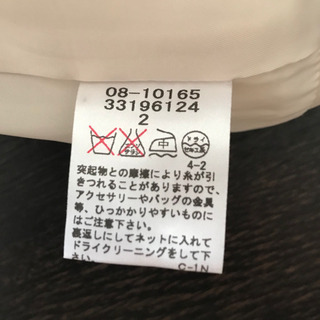 08-10165
33196124
2
エンソ
サラシ
中
ドライ
セキユ系
4-2
突起物との摩擦により糸が引
きつれることがありますので、
アクセサリーやバッグの金具
等、ひっかかりやすいものに
はご注意下さい。
裏返しにしてネットに入れて
ドライクリーニングをして下
さい。
C-1N